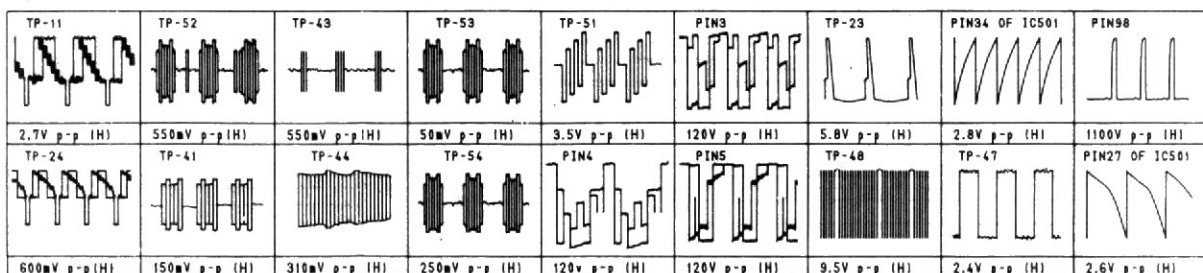 TP-11 TP-52 TP-43 TP-53 TP-51 PIN3 TP-23 PIN34 OF IC501 PIN98
2.7V p-p (H) 550mV p-p(H) 550mV p-p(H) 50mV p-p (H) 3.5V p-p (H) 120V p-p (H) 5.8V p-p (H) 2.8V p-p (H) 1100V p-p (H)
TP-24 TP-41 TP-44 TP-54 PIN4 PIN5 TP-48 TP-47 PIN27 OF IC501
600mV p-p(H) 150mV p-p (H) 310mV p-p (H) 250mV p-p (H) 120v p-p (H) 120V p-p (H) 9.5V p-p (H) 2.4V p-p (H) 2.6V p-p (H)